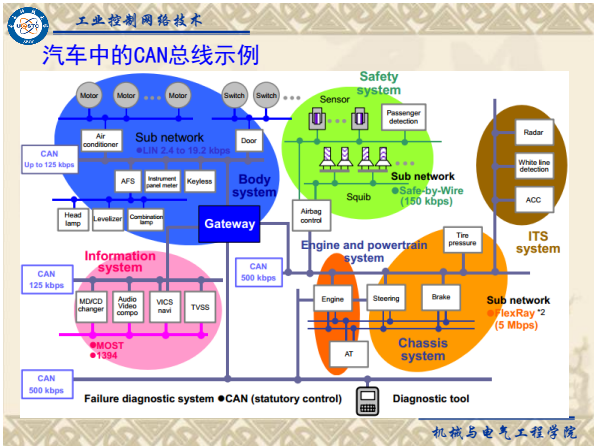 工业控制网络技术
汽车中的CAN总线示例
Motor
Motor
Motor
Switch
Switch
Safety
system
Sensor
Passenger
detection
Air
conditioner
Sub network
●LIN 2.4 to 19.2 kbps
Door
CAN
Up to 125 kbps
AFS
Instrument
panel meter
Keyless
Body
system
Head
lamp
Levelizer
Combination
lamp
Gateway
Squib
Airbag
control
Sub network
●Safe-by-Wire
(150 kbps)
Radar
White line
detection
ACC
ITS
system
Information
system
CAN
125 kbps
MD/CD
changer
Audio
Video
compo
VICS
navi
TVSS
●MOST
●1394
Engine and powertrain
system
CAN
500 kbps
Tire
pressure
Engine
Steering
Brake
AT
Chassis
system
Sub network
●FlexRay *2
(5 Mbps)
CAN
500 kbps
Failure diagnostic system ●CAN (statutory control)
Diagnostic tool
机械与电气工程学院